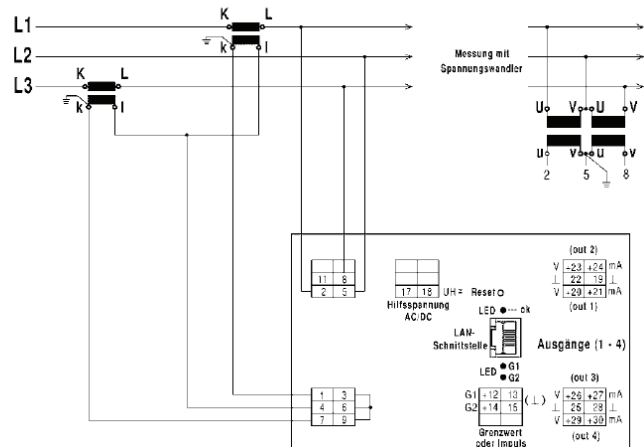 L1 K L
k l
L2
L3 K L
k l
Messung mit
Spannungswandler
U V U V
U V U V
2 5 8
11 8
2 5
17 18 UH= Reset
Hilfsspannung
AC/DC
LED --- ok
LAN-
Schnittstelle
LED G1
G2
Ausgänge (1 - 4)
(out 2)
V +23 +24 mA
⊥ 22 19 ⊥
V +20 +21 mA
(out 1)
1 3
4 6
7 9
G1 +12 13 (⊥)
G2 +14 15
Grenzwert
oder Impuls
(out 3)
V +26 +27 mA
⊥ 25 28 ⊥
V +29 +30 mA
(out 4)